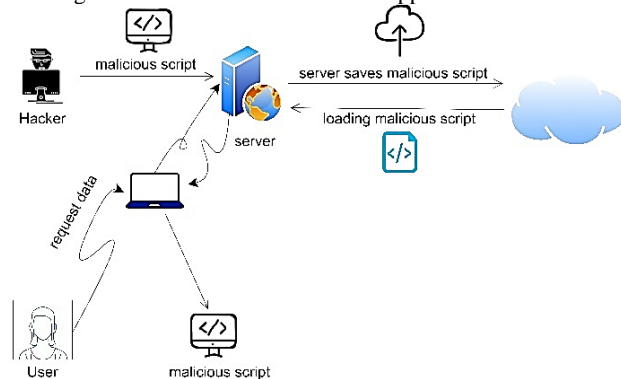 malicious script
server saves malicious script
Hacker
loading malicious script
server
request data
User
malicious script